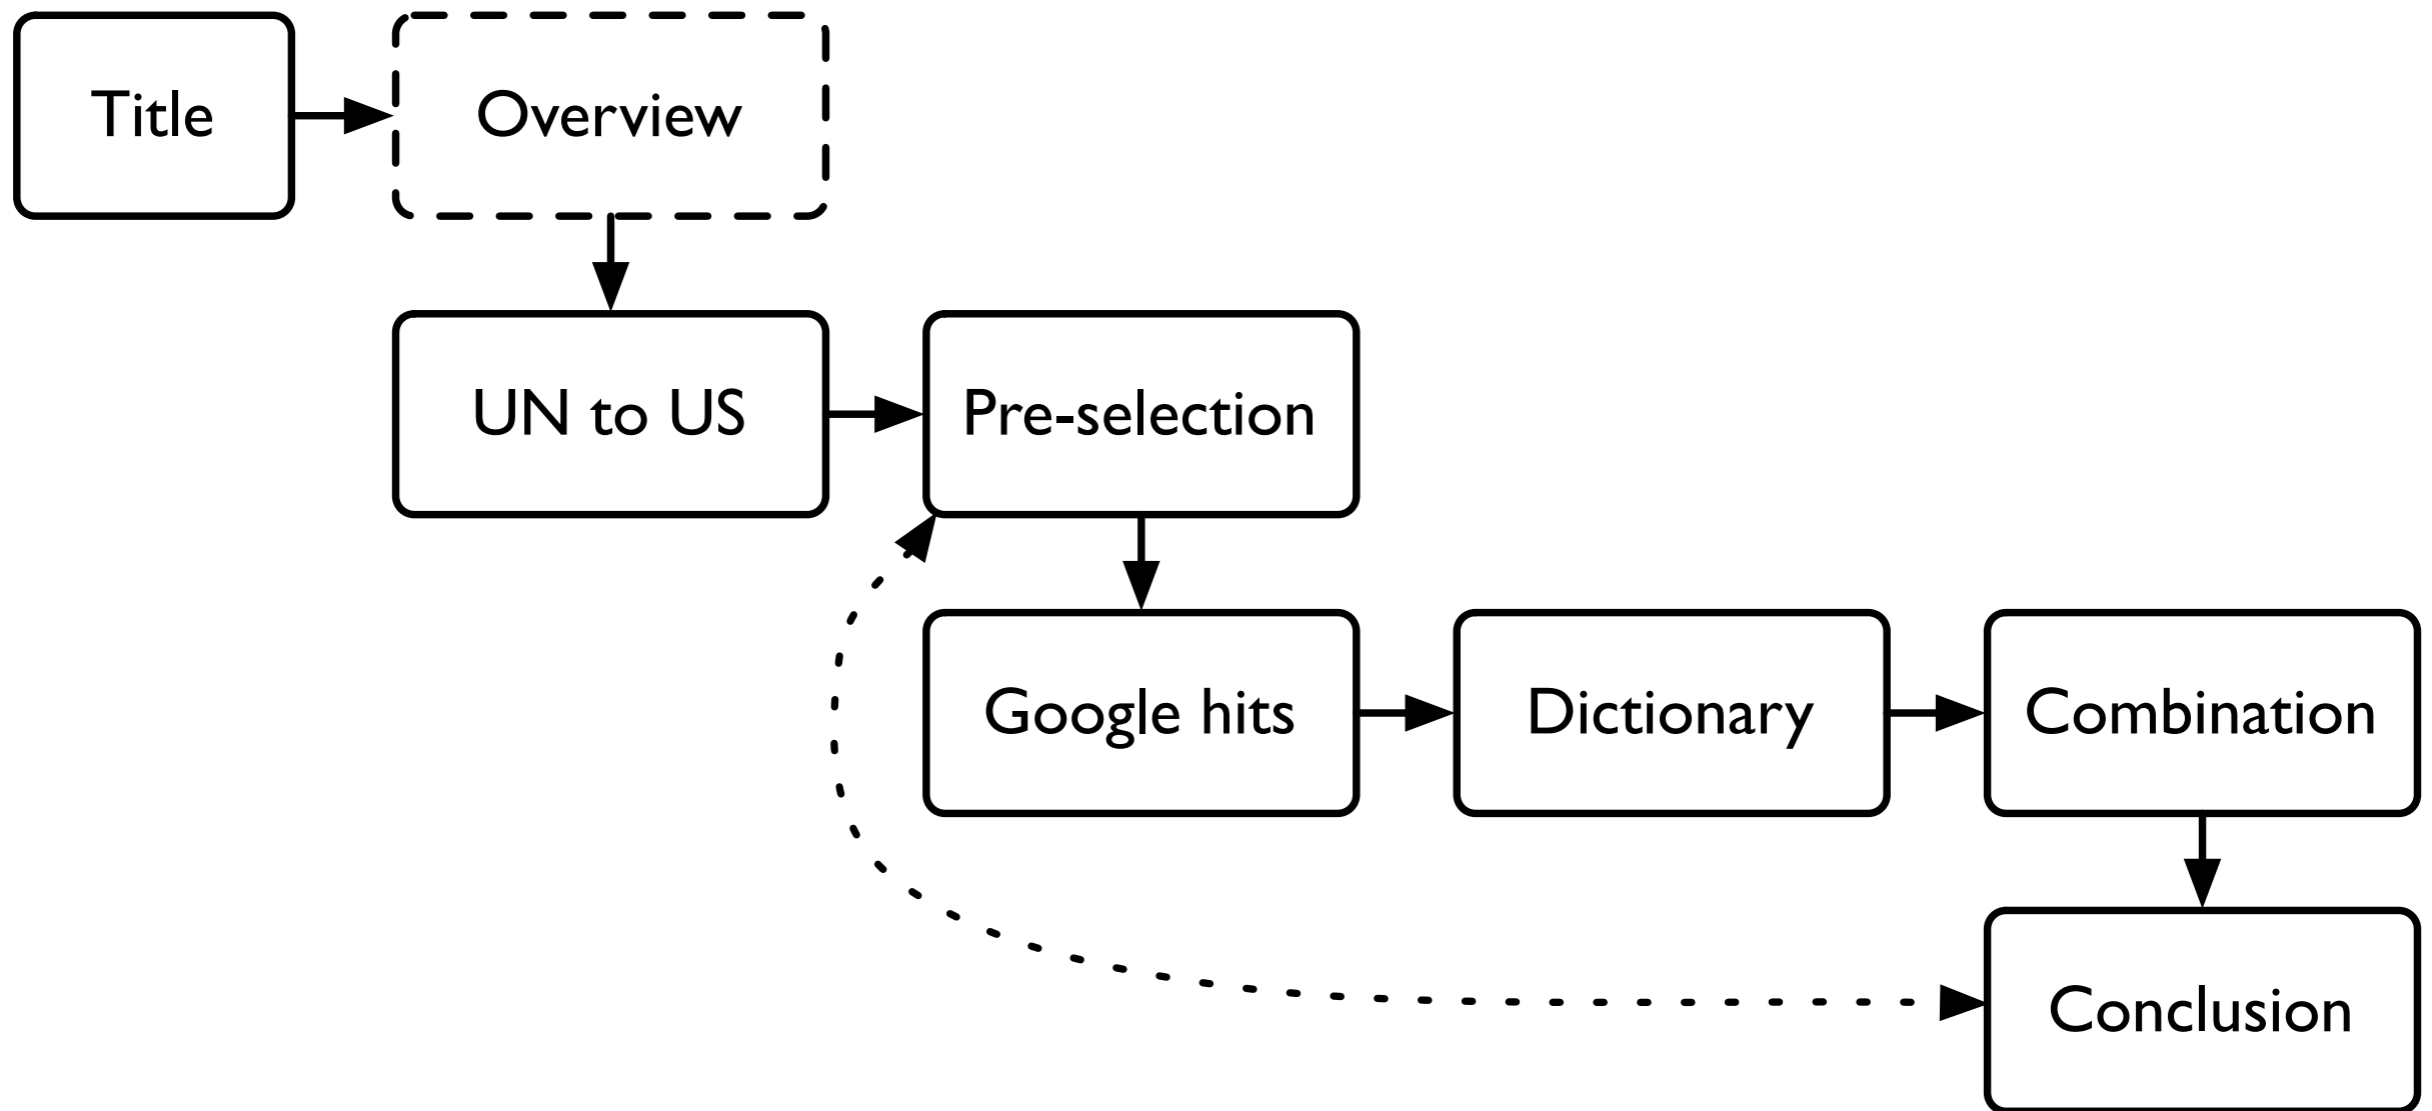 Title
Overview
UN to US
Pre-selection
Google hits
Dictionary
Combination
Conclusion